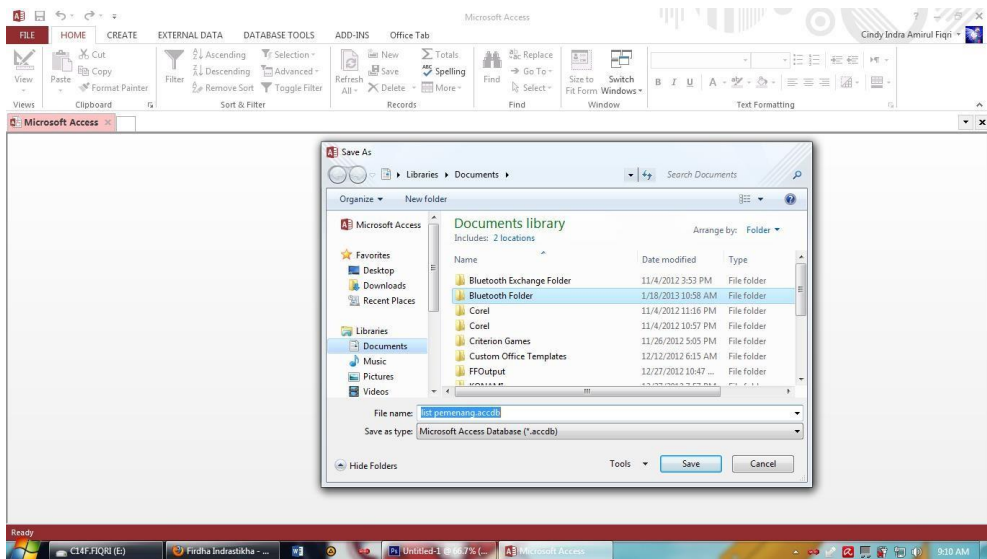 Microsoft Access
FILE HOME CREATE EXTERNAL DATA DATABASE TOOLS ADD-INS Office Tab
Cindy Indra Amirul Fiqri
View
Paste
Cut
Copy
Format Painter
Filter
Ascending
Descending
Remove Sort
Selection
Advanced
Toggle Filter
Refresh All
New
Save
Delete
Totals
Spelling
More
Find
Replace
Go To
Select
Size to Fit Form
Switch Windows
B I U A
Views Clipboard Sort & Filter Records Find Window Text Formatting
Microsoft Access
Save As
Libraries Documents
Search Documents
Organize New folder
Microsoft Access
Favorites
Desktop
Downloads
Recent Places
Libraries
Documents
Music
Pictures
Videos
Documents library
Includes: 2 locations
Arrange by: Folder
Name Date modified Type
Bluetooth Exchange Folder 11/4/2012 3:53 PM File folder
Bluetooth Folder 1/18/2013 10:58 AM File folder
Corel 11/4/2012 11:16 PM File folder
Corel 11/4/2012 10:57 PM File folder
Criterion Games 11/26/2012 5:05 PM File folder
Custom Office Templates 12/12/2012 6:15 AM File folder
FFOutput 12/27/2012 10:47 ... File folder
File name: list pemenang.accdb
Save as type: Microsoft Access Database (*.accdb)
Hide Folders
Tools Save Cancel
Ready
C14F.FIQRI (E:) Firdha Indrastikha - ... Untitled-1 @ 66.7% (... Microsoft Access 9:10 AM